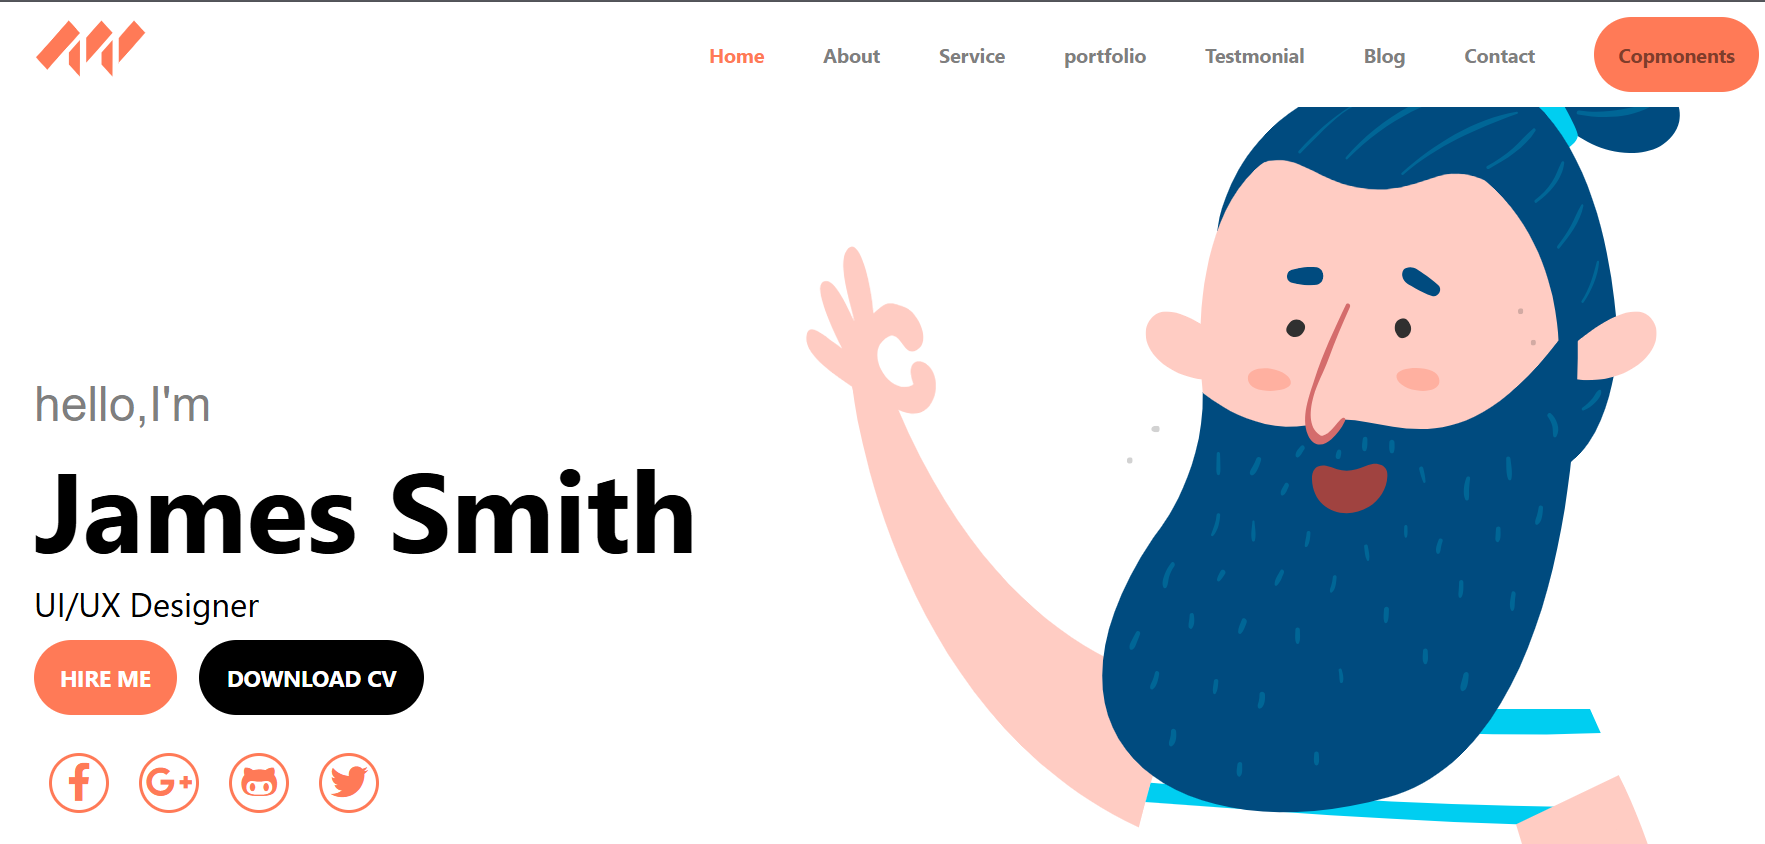 Home About Service portfolio Testmonial Blog Contact Copmonents
hello,I'm
James Smith
UI/UX Designer
HIRE ME DOWNLOAD CV